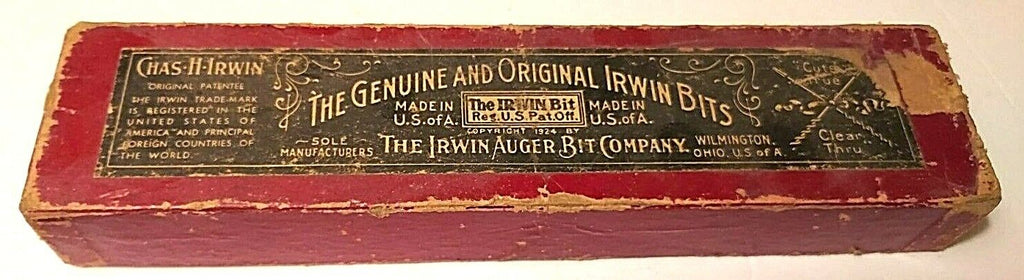 CHAS·H·IRWIN
ORIGINAL PATENTEE
THE IRWIN TRADE-MARK
IS REGISTERED IN THE
UNITED STATES OF
AMERICA AND PRINCIPAL
FOREIGN COUNTRIES OF
THE WORLD.
THE GENUINE AND ORIGINAL IRWIN BITS
MADE IN
U.S.of A.
The IRWIN Bit
Reg. U.S. Pat. Off.
MADE IN
U.S.of A.
COPYRIGHT 1924 BY
SOLE
MANUFACTURERS
THE IRWIN AUGER BIT COMPANY.
WILMINGTON.
OHIO. U.S of A.
"Cuts
True
Clear
Thru"